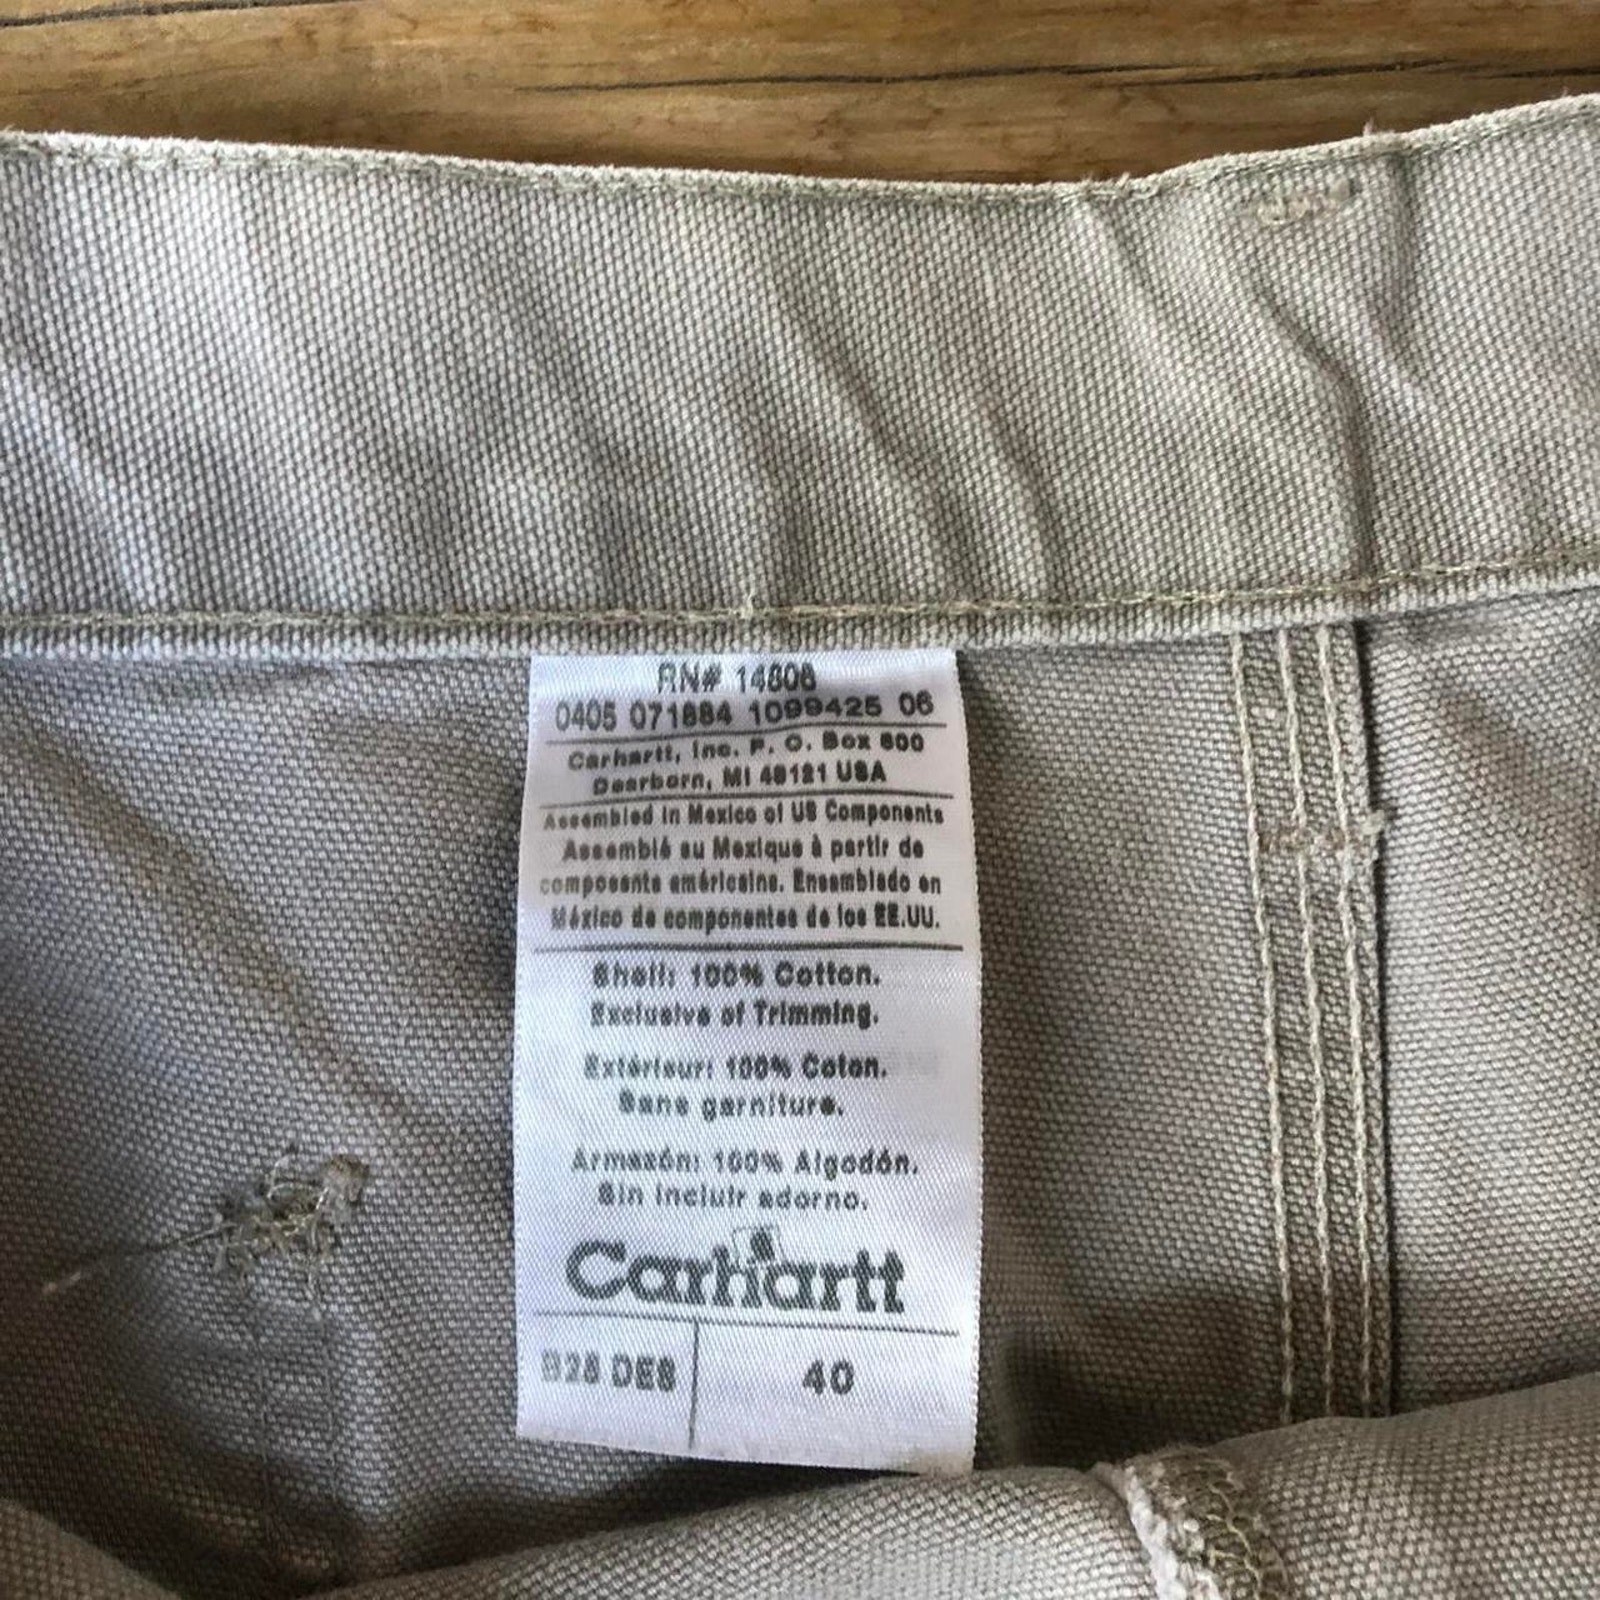 RN# 14806
0405 071884 1099425 06
Carhartt, Inc. P. O. Box 600
Dearborn, MI 48121 USA
Assembled in Mexico of US Components
Assemblé au Mexique à partir de
composants américains. Ensamblado en
México de componentes de los EE.UU.
Shell: 100% Cotton.
Exclusive of Trimming.
Extérieur: 100% Coton.
Sans garniture.
Armazón: 100% Algodón.
Sin incluir adorno.
Carhartt
B28 DES 40